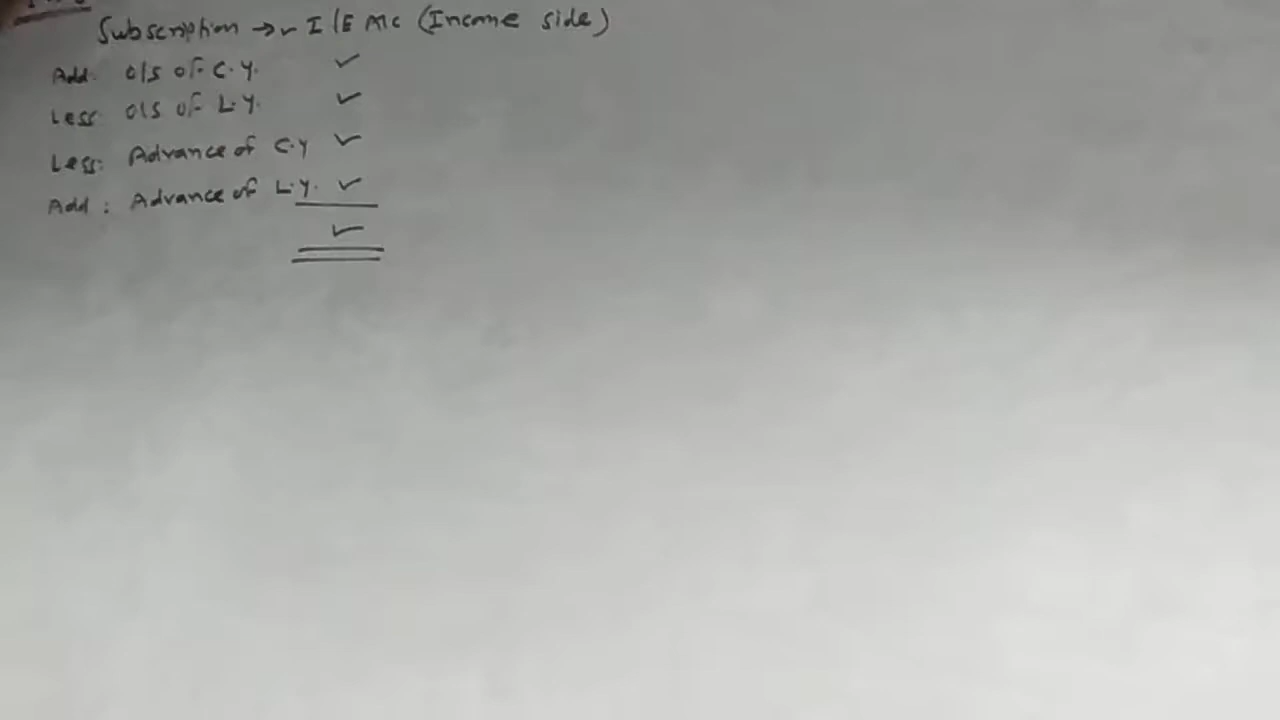 Subscription → I/E A/c (Income side)
Add: O/S of C.Y. ✓
Less: O/S of L.Y. ✓
Less: Advance of C.Y ✓
Add: Advance of L.Y. ✓
✓